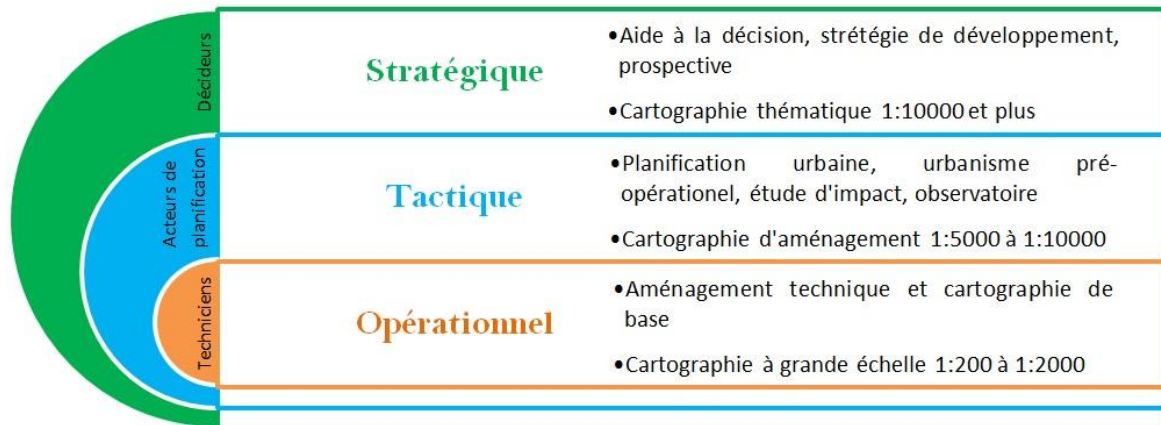 Décideurs
Stratégique
•Aide à la décision, strétégie de développement,
prospective
•Cartographie thématique 1:10000 et plus
Acteurs de
planification
Tactique
•Planification urbaine, urbanisme pré-
opérationel, étude d'impact, observatoire
•Cartographie d'aménagement 1:5000 à 1:10000
Techniciens
Opérationnel
•Aménagement technique et cartographie de
base
•Cartographie à grande échelle 1:200 à 1:2000